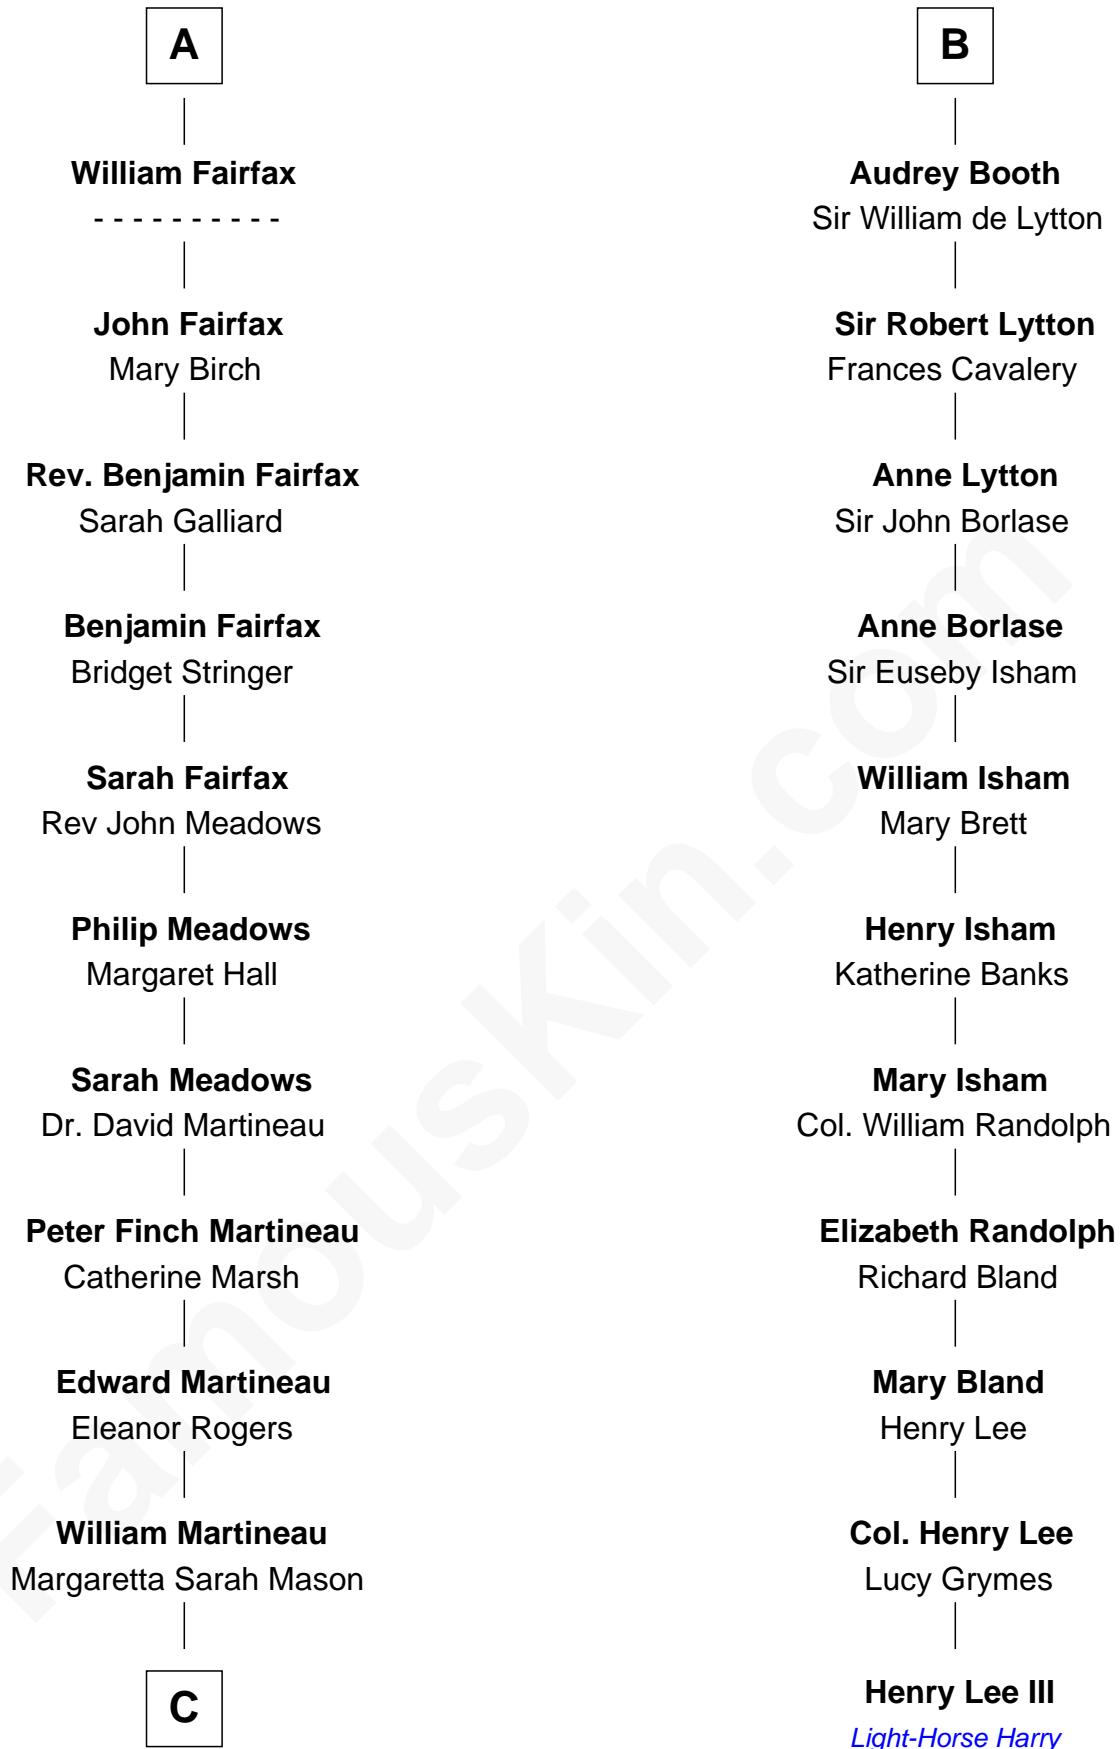 A
William Fairfax
- - - - - - - - - -
John Fairfax
Mary Birch
Rev. Benjamin Fairfax
Sarah Galliard
Benjamin Fairfax
Bridget Stringer
Sarah Fairfax
Rev John Meadows
Philip Meadows
Margaret Hall
Sarah Meadows
Dr. David Martineau
Peter Finch Martineau
Catherine Marsh
Edward Martineau
Eleanor Rogers
William Martineau
Margaretta Sarah Mason
C
B
Audrey Booth
Sir William de Lytton
Sir Robert Lytton
Frances Cavalery
Anne Lytton
Sir John Borlase
Anne Borlase
Sir Euseby Isham
William Isham
Mary Brett
Henry Isham
Katherine Banks
Mary Isham
Col. William Randolph
Elizabeth Randolph
Richard Bland
Mary Bland
Henry Lee
Col. Henry Lee
Lucy Grymes
Henry Lee III
Light-Horse Harry
FamousKin.com